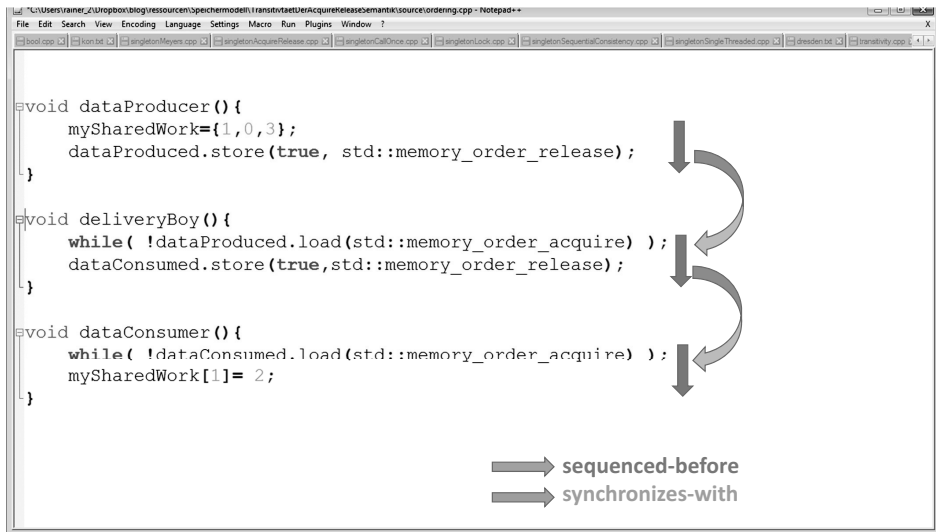 *C:\Users\rainer_2\Dropbox\blog\ressourcen\Speichermodell\TransitivtaetDerAcquireReleaseSemantik\source\ordering.cpp - Notepad++
File Edit Search View Encoding Language Settings Macro Run Plugins Window ?
X
bool.cpp kon.txt singletonMeyers.cpp singletonAcquireRelease.cpp singletonCallOnce.cpp singletonLock.cpp singletonSequentialConsistency.cpp singletonSingleThreaded.cpp dresden.txt transitivity.cpp
void dataProducer(){
mySharedWork={1,0,3};
dataProduced.store(true, std::memory_order_release);
}
void deliveryBoy(){
while( !dataProduced.load(std::memory_order_acquire) );
dataConsumed.store(true,std::memory_order_release);
}
void dataConsumer(){
while( !dataConsumed.load(std::memory_order_acquire) );
mySharedWork[1]= 2;
}
sequenced-before
synchronizes-with